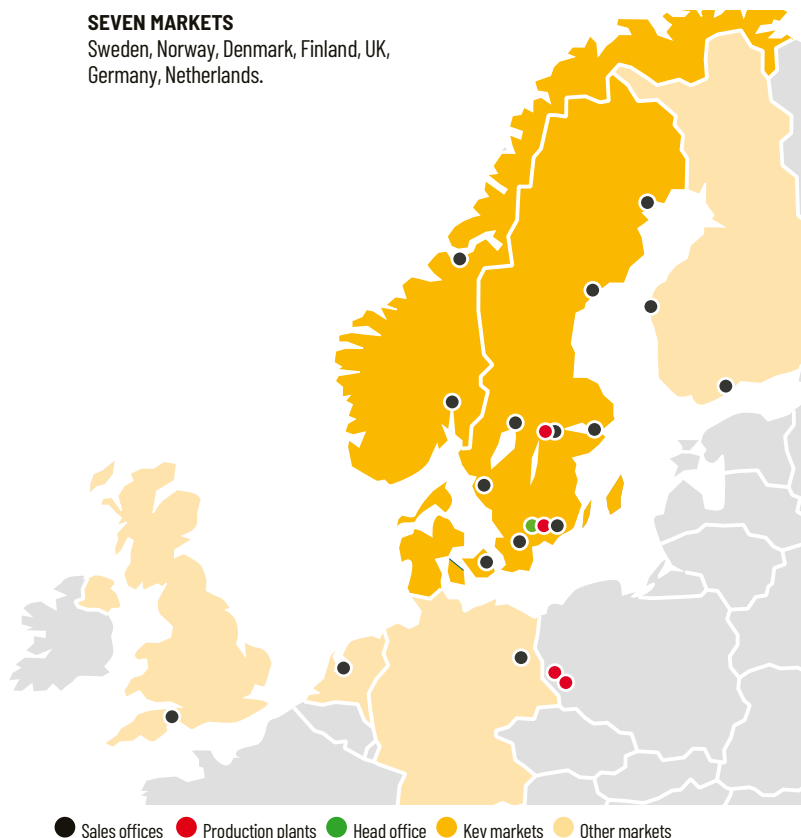 SEVEN MARKETS
Sweden, Norway, Denmark, Finland, UK,
Germany, Netherlands.
Sales offices Production plants Head office Key markets Other markets